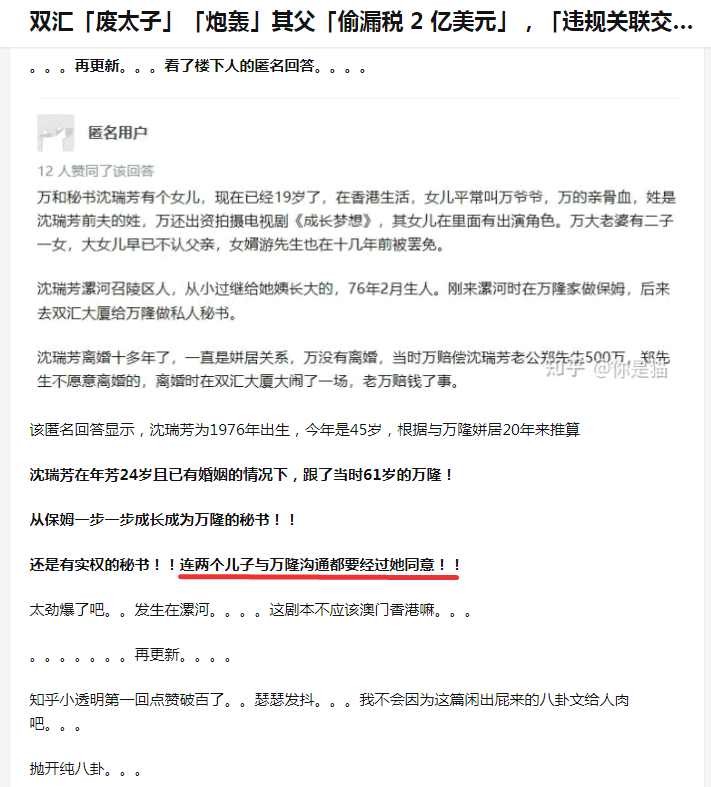 双汇「废太子」「炮轰」其父「偷漏税 2 亿美元」，「违规关联交...
。。。再更新。。。看了楼下人的匿名回答。。。。
匿名用户
12 人赞同了该回答
万和秘书沈瑞芳有个女儿，现在已经19岁了，在香港生活，女儿平常叫万爷爷，万的亲骨血，姓是
沈瑞芳前夫的姓，万还出资拍摄电视剧《成长梦想》，其女儿在里面有出演角色。万大老婆有二子
一女，大女儿早已不认父亲，女婿游先生也在十几年前被罢免。
沈瑞芳漯河召陵区人，从小过继给她姨长大的，76年2月生人。刚来漯河时在万隆家做保姆，后来
去双汇大厦给万隆做私人秘书。
沈瑞芳离婚十多年了，一直是姘居关系，万没有离婚，当时万赔偿沈瑞芳老公郑先生500万，郑先
生不愿意离婚的，离婚时在双汇大厦大闹了一场，老万赔钱了事。
知乎 @你是猫
该匿名回答显示，沈瑞芳为1976年出生，今年是45岁，根据与万隆姘居20年来推算
沈瑞芳在年芳24岁且已有婚姻的情况下，跟了当时61岁的万隆！
从保姆一步一步成长成为万隆的秘书！！
还是有实权的秘书！！连两个儿子与万隆沟通都要经过她同意！！
太劲爆了吧。。发生在漯河。。。。这剧本不应该澳门香港嘛。。。
。。。。。。。再更新。。。。
知乎小透明第一回点赞破百了。。瑟瑟发抖。。。我不会因为这篇闲出屁来的八卦文给人肉
吧。。。
抛开纯八卦。。。